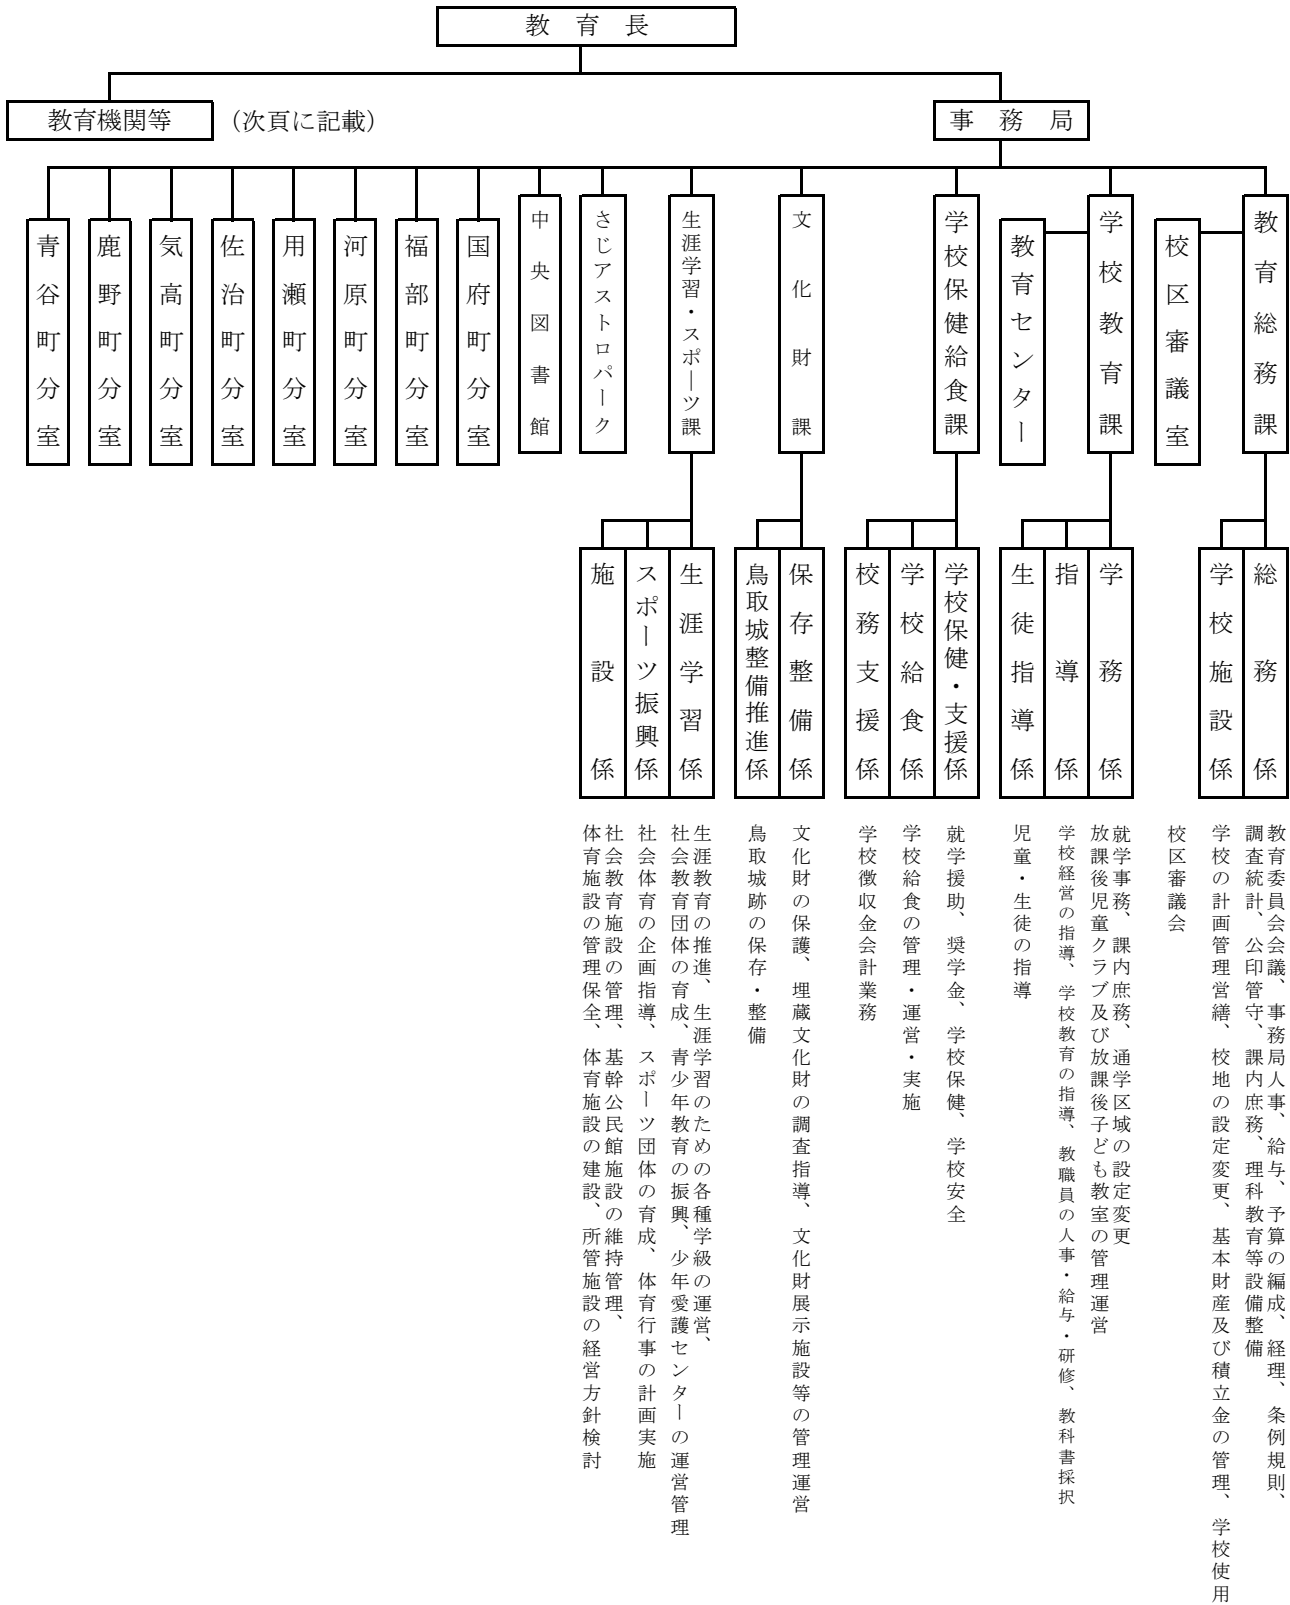 教育長
教育機関等
（次頁に記載）
事務局
教育総務課
校区審議室
学校教育課
教育センター
学校保健給食課
文化財課
生涯学習・スポーツ課
さじアストロパーク
中央図書館
国府町分室
福部町分室
河原町分室
用瀬町分室
佐治町分室
気高町分室
鹿野町分室
青谷町分室
総務係
学校施設係
学務係
指導係
生徒指導係
学校保健・支援係
学校給食係
校務支援係
保存整備係
鳥取城整備推進係
生涯学習係
スポーツ振興係
施設係
教育委員会会議、事務局人事、給与、予算の編成、経理、条例規則、
調査統計、公印管守、課内庶務、理科教育等設備整備
学校の計画管理営繕、校地の設定変更、基本財産及び積立金の管理、学校使用
校区審議会
就学事務、課内庶務、通学区域の設定変更
放課後児童クラブ及び放課後子ども教室の管理運営
学校経営の指導、学校教育の指導、教職員の人事・給与・研修、教科書採択
児童・生徒の指導
就学援助、奨学金、学校保健、学校安全
学校給食の管理・運営・実施
学校徴収金会計業務
文化財の保護、埋蔵文化財の調査指導、文化財展示施設等の管理運営
鳥取城跡の保存・整備
生涯教育の推進、生涯学習のための各種学級の運営、
社会教育団体の育成、青少年教育の振興、少年愛護センターの運営管理
社会体育の企画指導、スポーツ団体の育成、体育行事の計画実施
社会教育施設の管理、基幹公民館施設の維持管理、
体育施設の管理保全、体育施設の建設、所管施設の経営方針検討